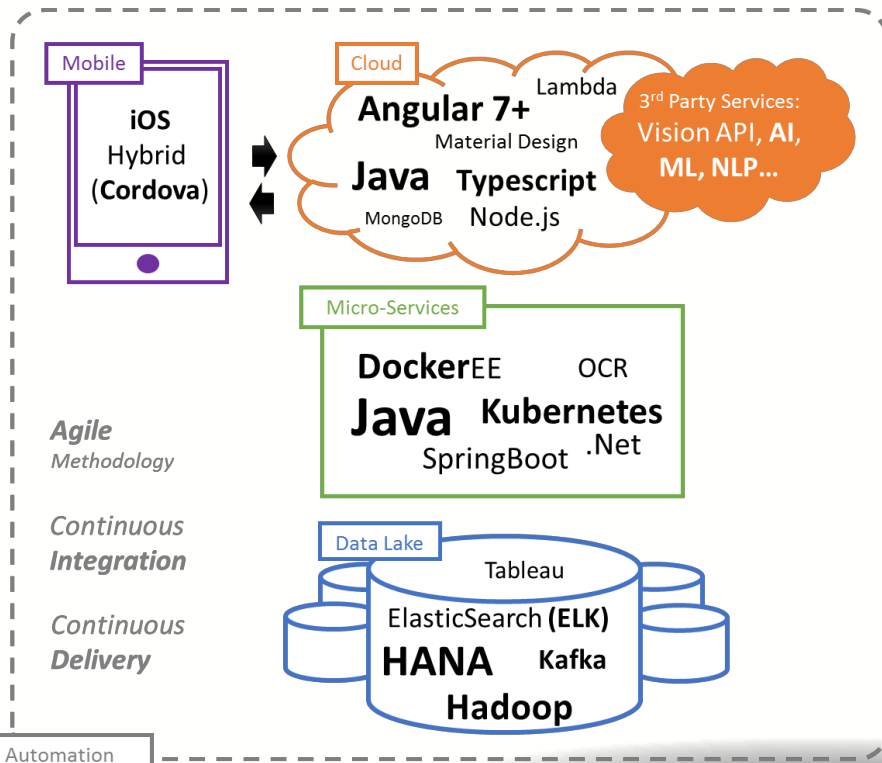 Mobile
iOS
Hybrid
(Cordova)
Cloud
Lambda
Angular 7+
Material Design
Java
Typescript
MongoDB
Node.js
3rd Party Services:
Vision API, AI,
ML, NLP...
Micro-Services
DockerEE
OCR
Java
Kubernetes
.Net
SpringBoot
Agile
Methodology
Continuous
Integration
Continuous
Delivery
Data Lake
Tableau
ElasticSearch (ELK)
HANA
Kafka
Hadoop
Automation